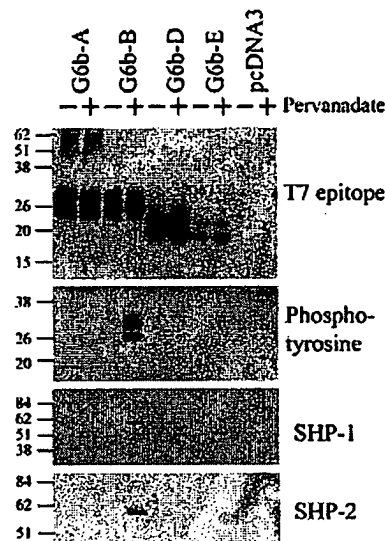 G6b-A
G6b-B
G6b-D
G6b-E
pcDNA3
− + − + − + − + − + Pervanadate
62
51
38
26
20
15
T7 epitope
38
26
20
Phospho-
tyrosine
84
62
51
38
SHP-1
84
62
51
SHP-2